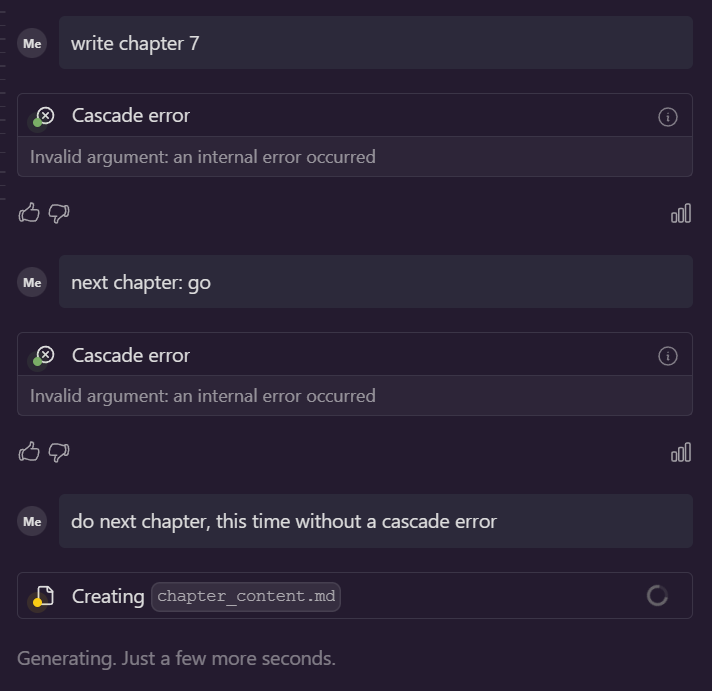 Me
write chapter 7
Cascade error
Invalid argument: an internal error occurred
Me
next chapter: go
Cascade error
Invalid argument: an internal error occurred
Me
do next chapter, this time without a cascade error
Creating chapter_content.md
Generating. Just a few more seconds.